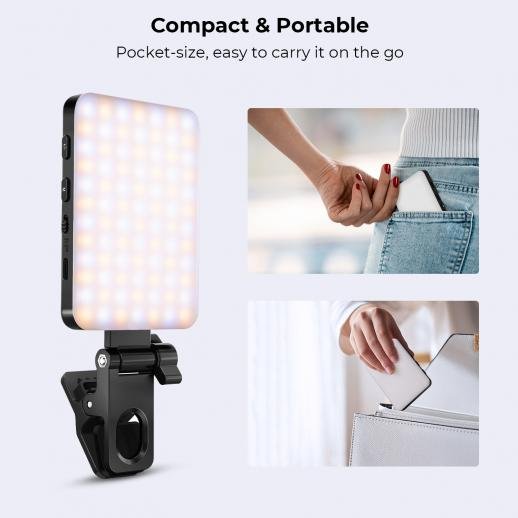 Compact & Portable
Pocket-size, easy to carry it on the go